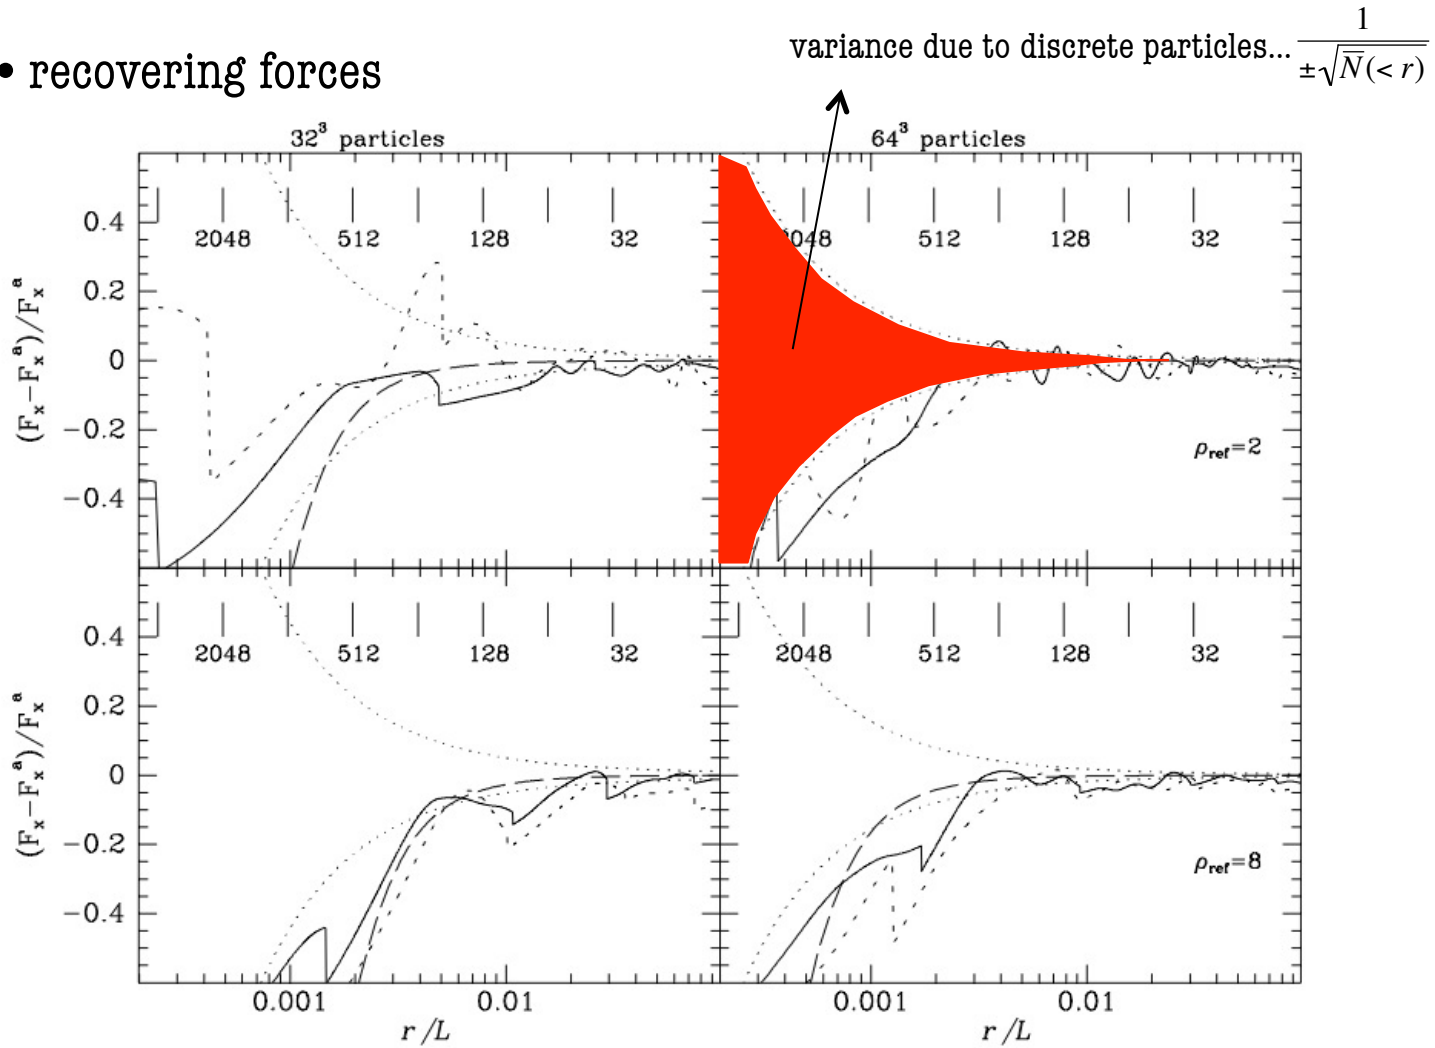 variance due to discrete particles... 1 / ±√N̅(< r)
• recovering forces
32³ particles
64³ particles
2048 512 128 32
2048 512 128 32
0.4
0.2
0
−0.2
−0.4
(Fₓ−Fₓᵃ)/Fₓᵃ
ρref=2
2048 512 128 32
2048 512 128 32
0.4
0.2
0
−0.2
−0.4
(Fₓ−Fₓᵃ)/Fₓᵃ
ρref=8
0.001 0.01
0.001 0.01
r/L
r/L